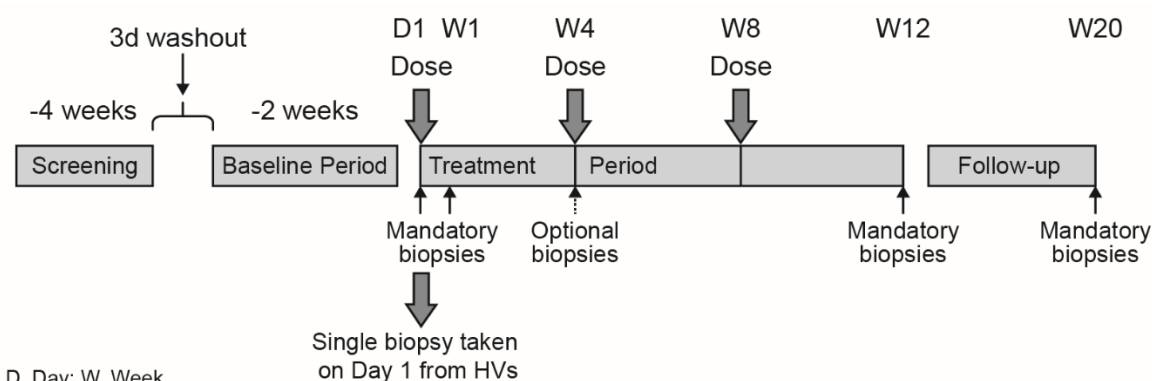 3d washout
-4 weeks
-2 weeks
D1 W1 W4 W8 W12 W20
Dose Dose Dose
Screening
Baseline Period
Treatment Period
Follow-up
Mandatory
biopsies
Optional
biopsies
Mandatory
biopsies
Mandatory
biopsies
Single biopsy taken
on Day 1 from HVs
D, Day; W, Week